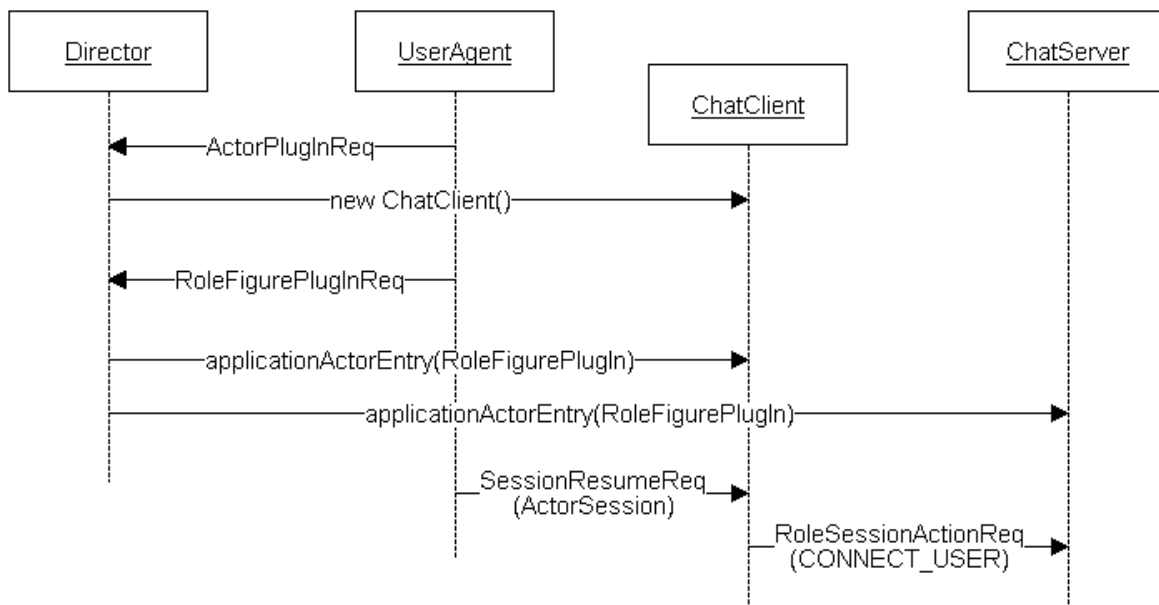 Director
UserAgent
ChatServer
ChatClient
ActorPlugInReq
new ChatClient()
RoleFigurePlugInReq
applicationActorEntry(RoleFigurePlugIn)
applicationActorEntry(RoleFigurePlugIn)
SessionResumeReq
(ActorSession)
RoleSessionActionReq
(CONNECT_USER)